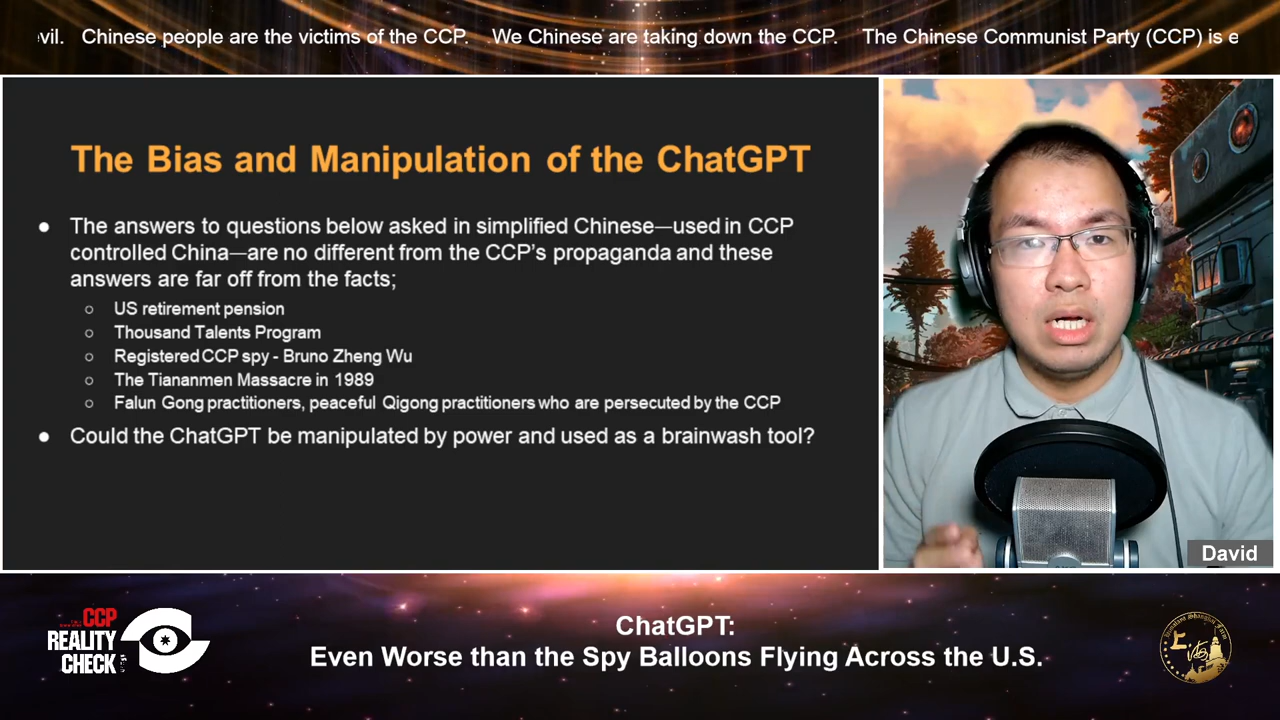 evil. Chinese people are the victims of the CCP. We Chinese are taking down the CCP. The Chinese Communist Party (CCP) is e
The Bias and Manipulation of the ChatGPT
● The answers to questions below asked in simplified Chinese—used in CCP
controlled China—are no different from the CCP's propaganda and these
answers are far off from the facts;
○ US retirement pension
○ Thousand Talents Program
○ Registered CCP spy - Bruno Zheng Wu
○ The Tiananmen Massacre in 1989
○ Falun Gong practitioners, peaceful Qigong practitioners who are persecuted by the CCP
● Could the ChatGPT be manipulated by power and used as a brainwash tool?
David
CCP
REALITY
CHECK
ChatGPT:
Even Worse than the Spy Balloons Flying Across the U.S.